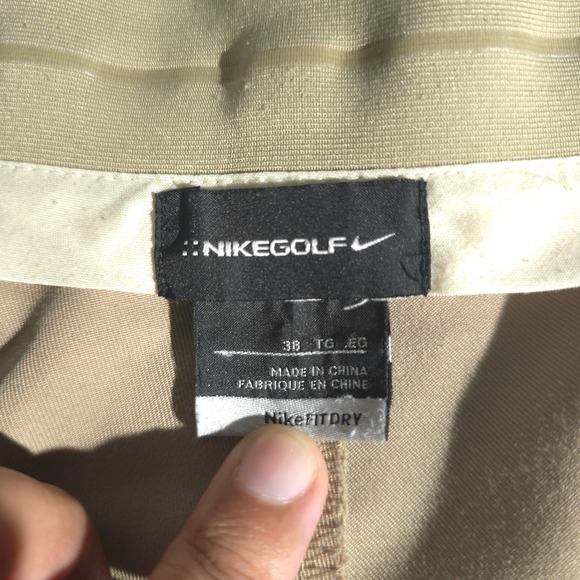 ::NIKEGOLF
38 TG EG
MADE IN CHINA
FABRIQUE EN CHINE
NikeFITDRY